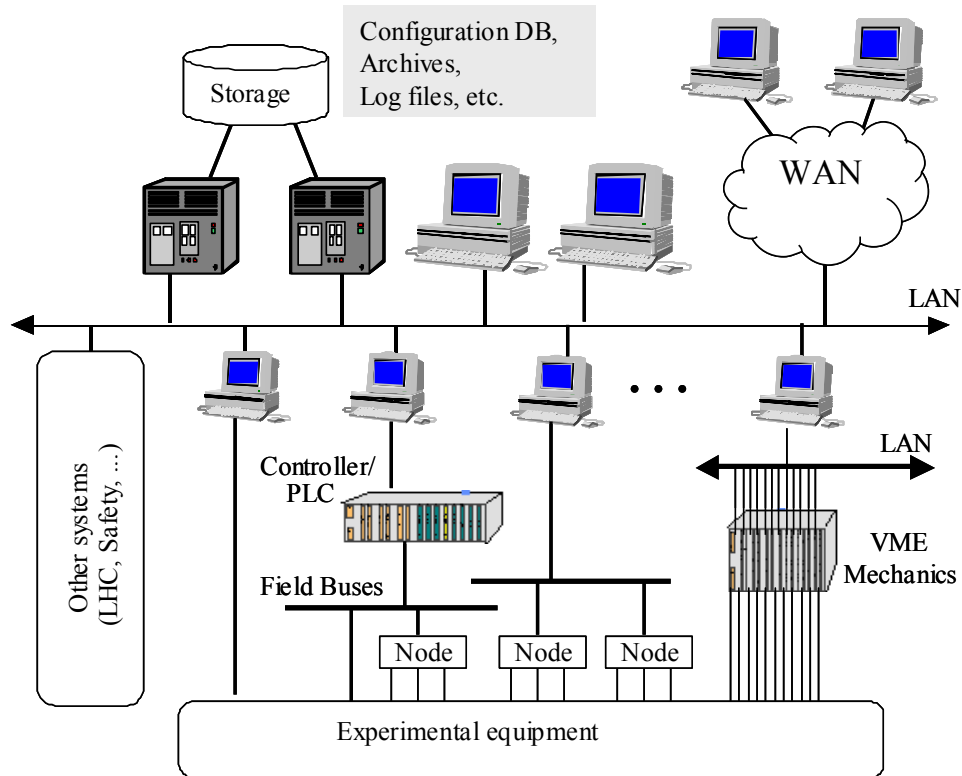 Configuration DB,
Archives,
Log files, etc.
Storage
WAN
LAN
Other systems
(LHC, Safety, ...)
Controller/
PLC
LAN
VME
Mechanics
Field Buses
Node
Node
Node
Experimental equipment